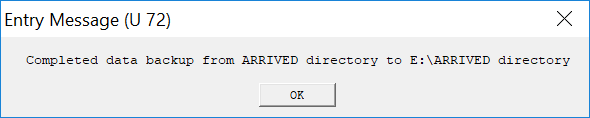 Entry Message (U 72)
Completed data backup from ARRIVED directory to E:\ARRIVED directory
OK